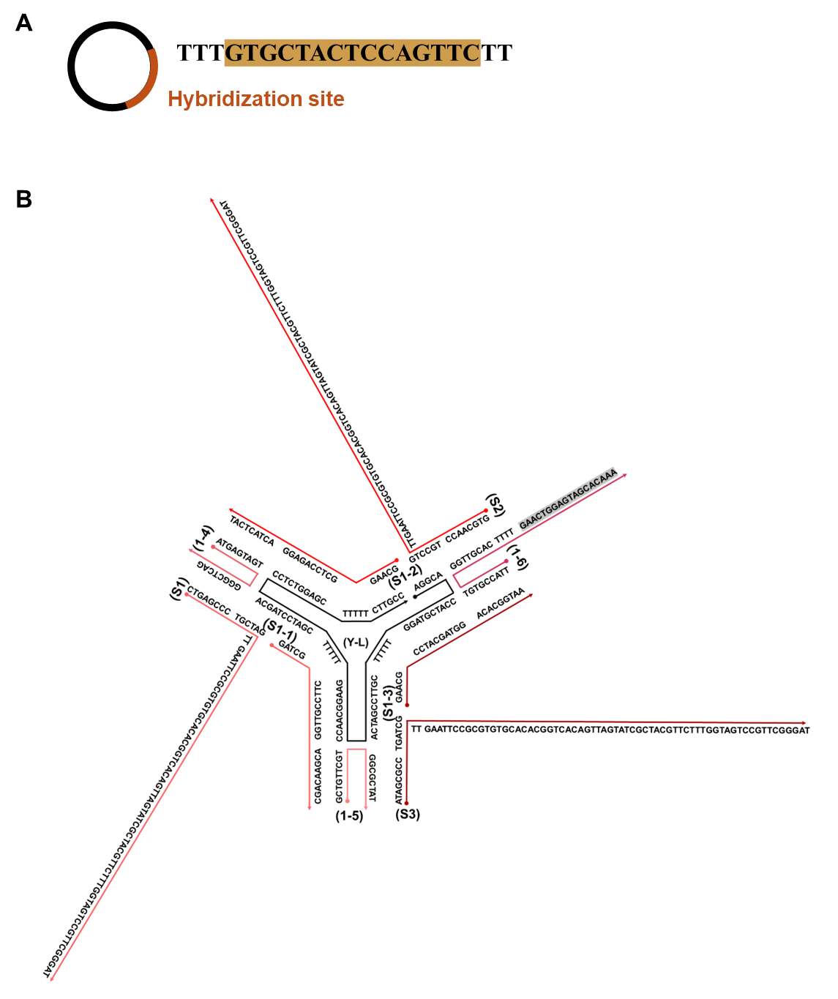 A
TTTGTGCTACTCCAGTTCTT
Hybridization site
B
TTGAATTCCGCGTGTGCACACGGTCACAGTTAGTATCGCTACGTTCTTTGGTAGTCCGTTCGGGAT
(S2)
GTCCGT CCAACGTG
GAACTGGAGTAGCACAAA
GGTTGCAC TTTT
(1-6)
TGTGCCATT
TACTCATCA GGAGACCTCG
GAACG
(S1-2)
AGGCA
(1-4)
ATGAGTAGT
CCTCTGGAGC
TTTTT CTTGCC
GGGCTCAG
GGATGCTACC
ACACGGTAA
CCTACGATGG
(S1)
CTGAGCCC TGCTAG
ACGATCCTAGC
(S1-1)
GATCG
TTTTT
(Y-L)
TTTTT
GAACG
(S1-3)
TT GAATTCCGCGTGTGCACACGGTCACAGTTAGTATCGCTACGTTCTTTGGTAGTCCGTTCGGGAT
CGACAAGCA GGTTGCCTTC
GCTGTTCGT CCAACGGAAG
ACTAGCCTTGC
GGCGCTAT
ATAGCGCC TGATCG
TT GAATTCCGCGTGTGCACACGGTCACAGTTAGTATCGCTACGTTCTTTGGTAGTCCGTTCGGGAT
(1-5)
(S3)